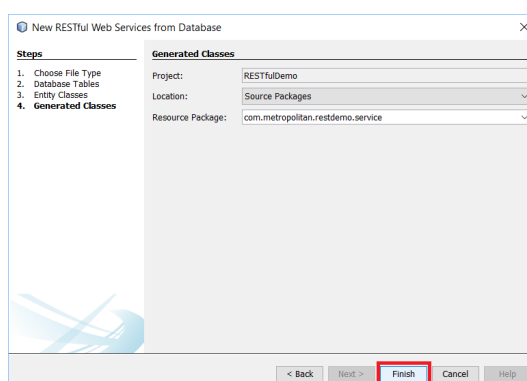 New RESTful Web Services from Database
Steps
1. Choose File Type
2. Database Tables
3. Entity Classes
4. Generated Classes
Generated Classes
Project: RESTfulDemo
Location: Source Packages
Resource Package: com.metropolitan.restdemo.service
< Back Next > Finish Cancel Help